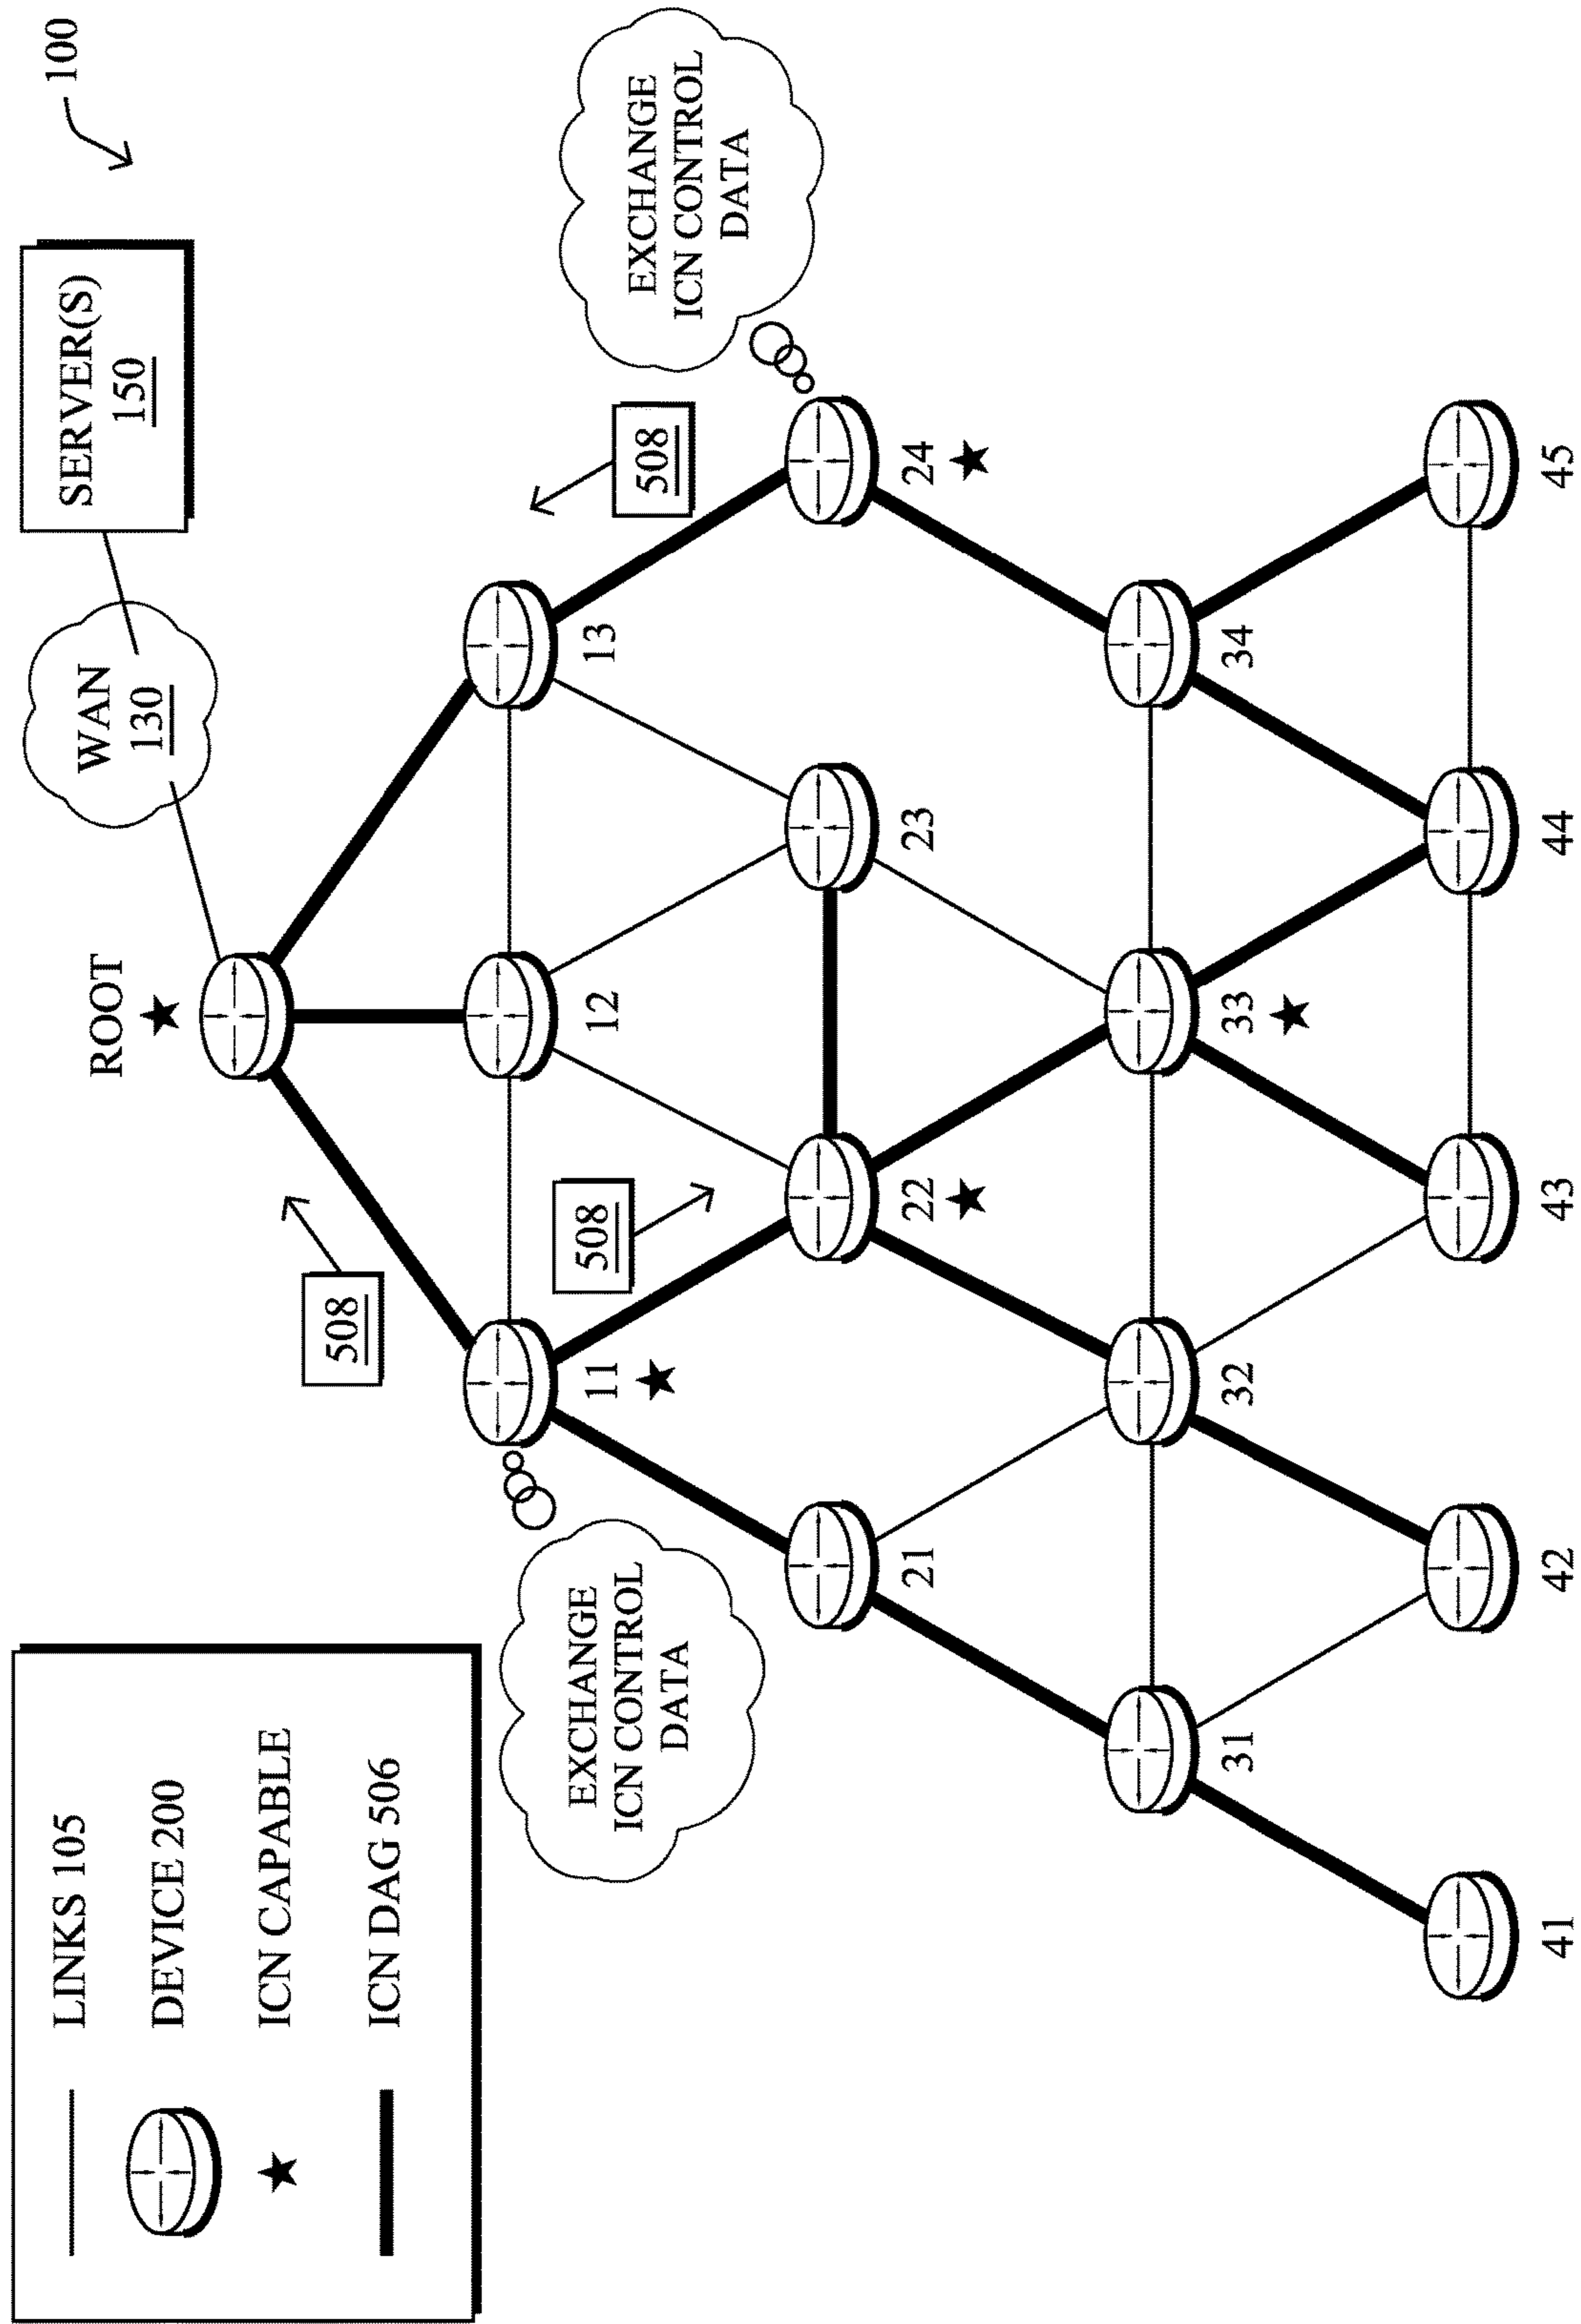 LINKS 105
DEVICE 200
ICN CAPABLE
ICN DAG 506
100
SERVER(S)
150
WAN
130
ROOT
508
EXCHANGE
ICN CONTROL
DATA
11
12
13
508
508
EXCHANGE
ICN CONTROL
DATA
21
22
23
24
31
32
33
34
41
42
43
44
45